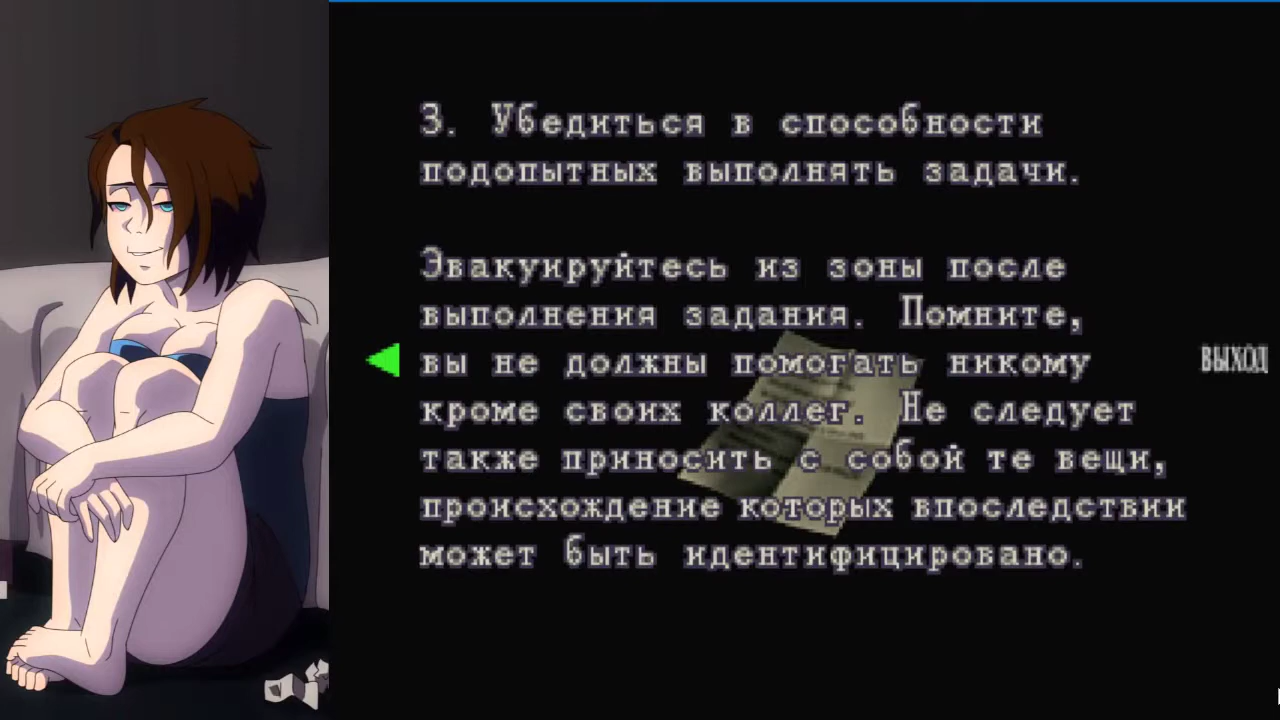 3. Убедиться в способности
подопытных выполнять задачи.
Эвакуируйтесь из зоны после
выполнения задания. Помните,
вы не должны помогать никому
кроме своих коллег. Не следует
также приносить с собой те вещи,
происхождение которых впоследствии
может быть идентифицировано.
ВЫХОД